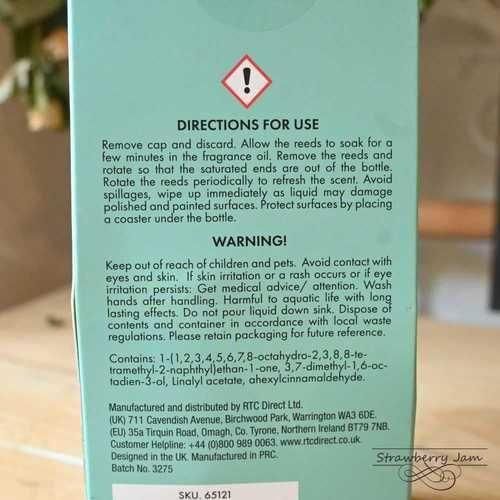 !
DIRECTIONS FOR USE
Remove cap and discard. Allow the reeds to soak for a
few minutes in the fragrance oil. Remove the reeds and
rotate so that the saturated ends are out of the bottle.
Rotate the reeds periodically to refresh the scent. Avoid
spillages, wipe up immediately as liquid may damage
polished and painted surfaces. Protect surfaces by placing
a coaster under the bottle.
WARNING!
Keep out of reach of children and pets. Avoid contact with
eyes and skin. If skin irritation or a rash occurs or if eye
irritation persists: Get medical advice/ attention. Wash
hands after handling. Harmful to aquatic life with long
lasting effects. Do not pour liquid down sink. Dispose of
contents and container in accordance with local waste
regulations. Please retain packaging for future reference.
Contains: 1-(1,2,3,4,5,6,7,8-octahydro-2,3,8,8-te-
tramethyl-2-naphthyl)ethan-1-one, 3,7-dimethyl-1,6-oc-
tadien-3-ol, Linalyl acetate, ahexylcinnamaldehyde.
Manufactured and distributed by RTC Direct Ltd.
(UK) 711 Cavendish Avenue, Birchwood Park, Warrington WA3 6DE.
(EU) 35a Tirquin Road, Omagh, Co. Tyrone, Northern Ireland BT79 7NB.
Customer Helpline: +44 (0)800 989 0063. www.rtcdirect.co.uk.
Designed in the UK. Manufactured in PRC.
Batch No. 3275
SKU. 65121
Strawberry Jam